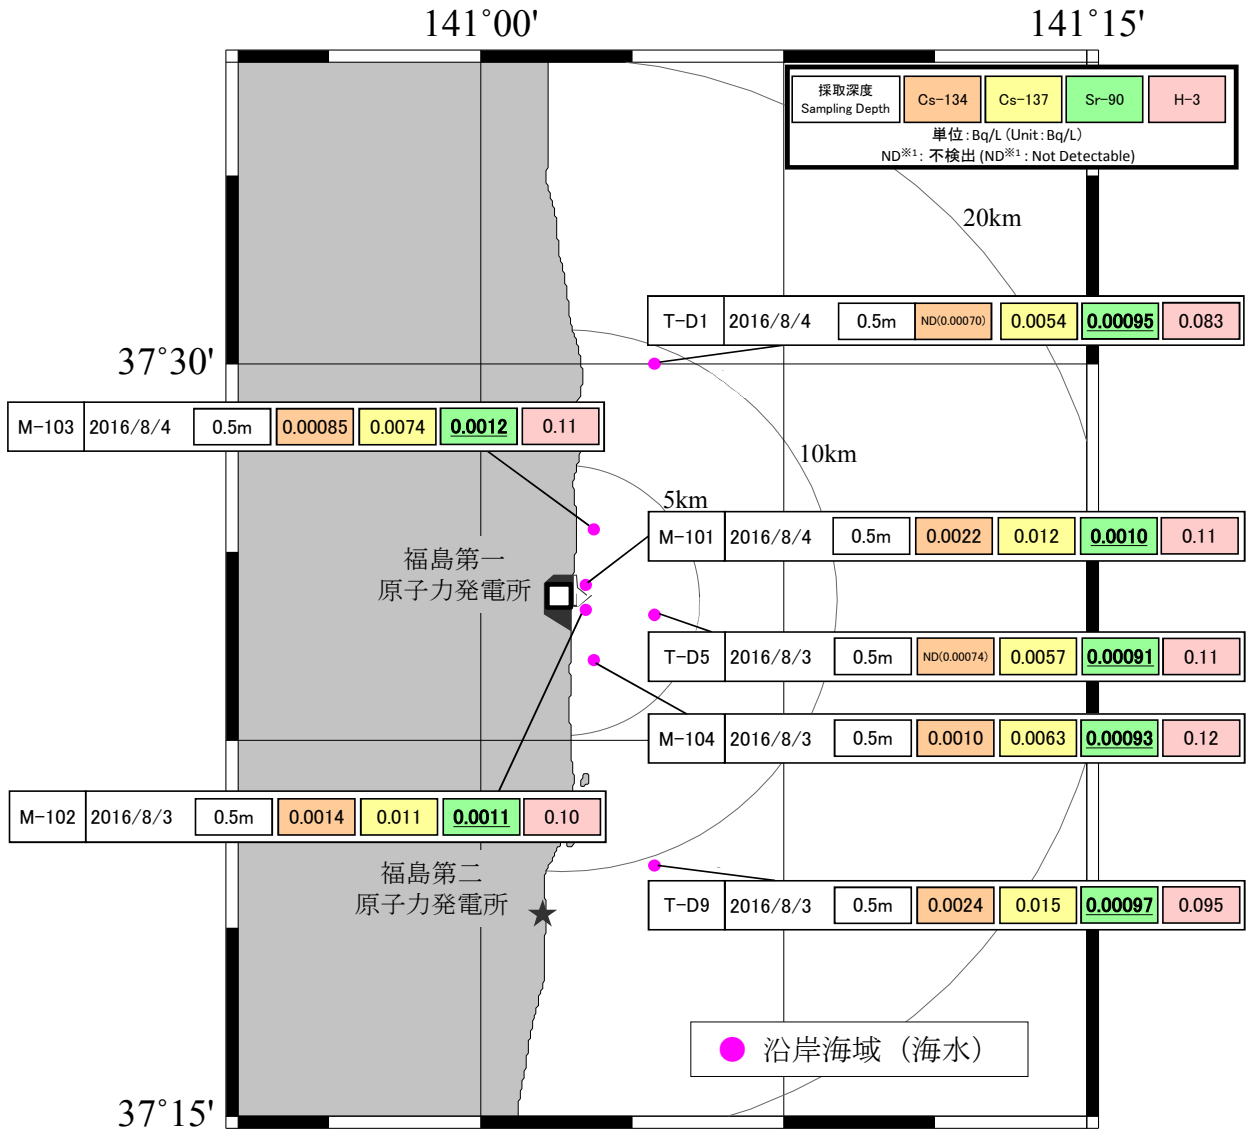 141°00'
141°15'
採取深度
Sampling Depth
Cs-134
Cs-137
Sr-90
H-3
単位:Bq/L (Unit:Bq/L)
ND※1: 不検出 (ND※1: Not Detectable)
20km
T-D1 2016/8/4 0.5m ND(0.00070) 0.0054 0.00095 0.083
37°30'
M-103 2016/8/4 0.5m 0.00085 0.0074 0.0012 0.11
10km
5km
M-101 2016/8/4 0.5m 0.0022 0.012 0.0010 0.11
福島第一
原子力発電所
T-D5 2016/8/3 0.5m ND(0.00074) 0.0057 0.00091 0.11
M-104 2016/8/3 0.5m 0.0010 0.0063 0.00093 0.12
M-102 2016/8/3 0.5m 0.0014 0.011 0.0011 0.10
福島第二
原子力発電所
T-D9 2016/8/3 0.5m 0.0024 0.015 0.00097 0.095
沿岸海域（海水）
37°15'